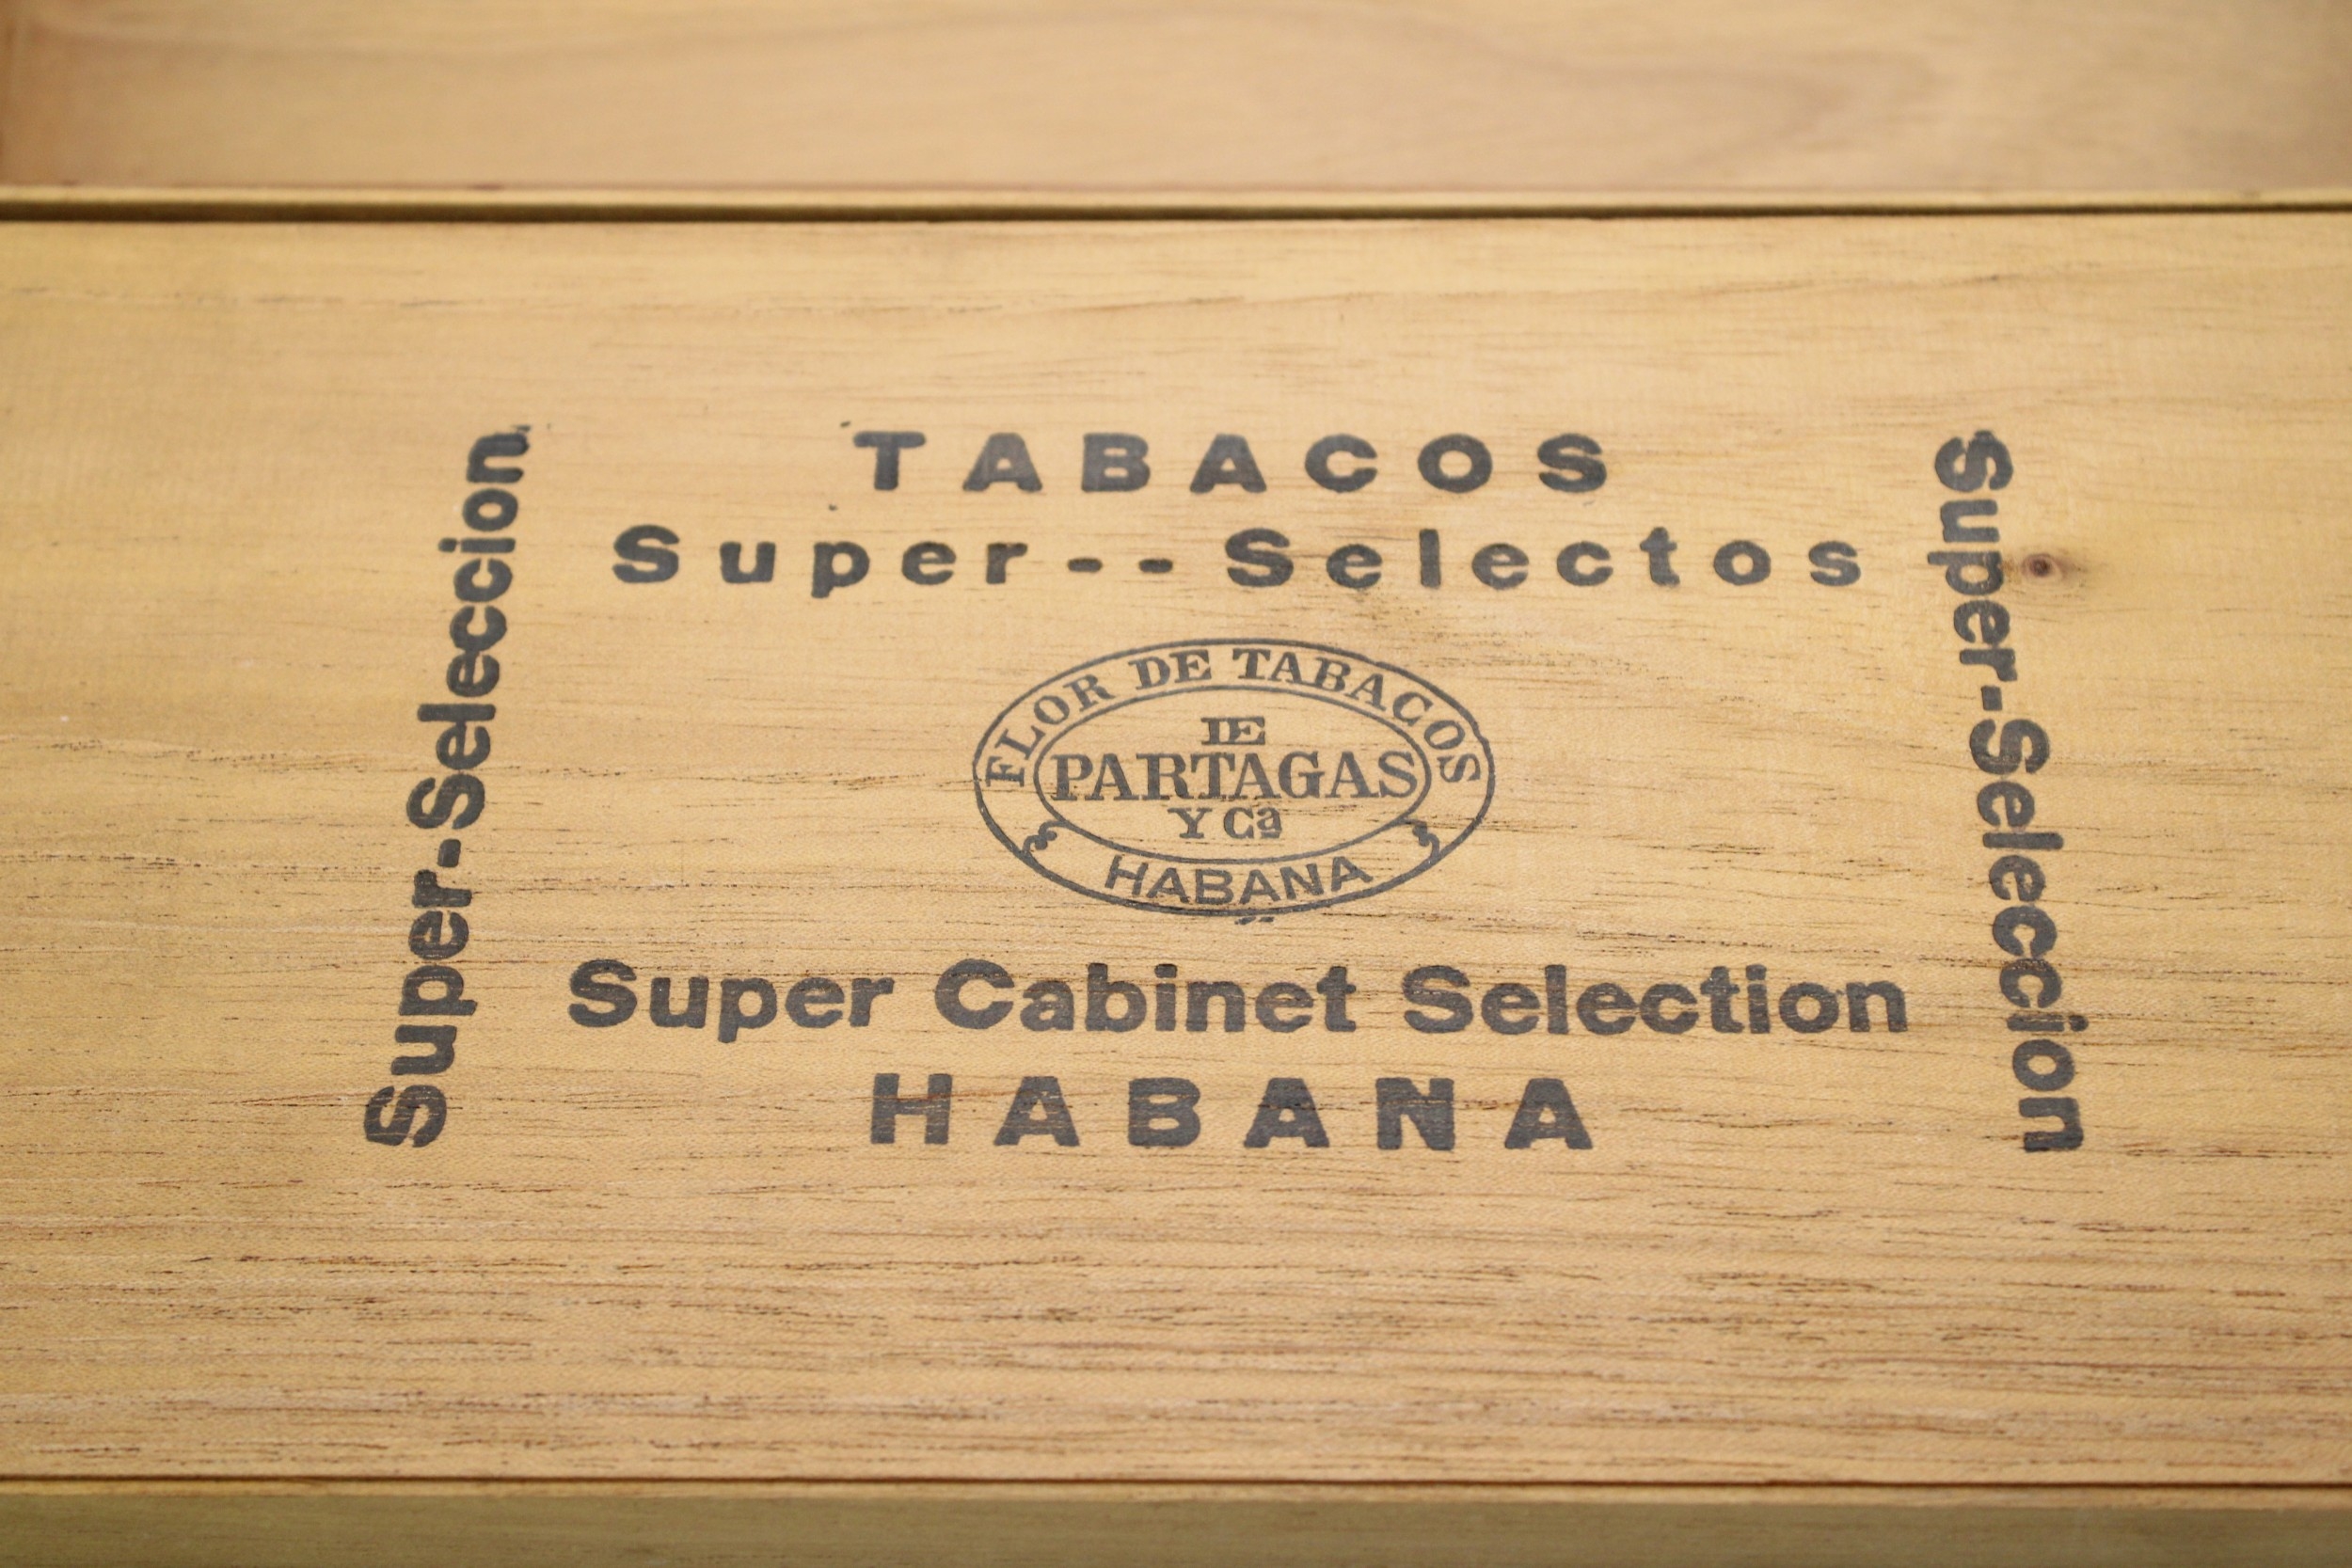 TABACOS
Super--Selectos
Super-Seleccion
Super-Seleccion
FLOR DE TABACOS
DE
PARTAGAS
Y Cª
HABANA
Super Cabinet Selection
HABANA